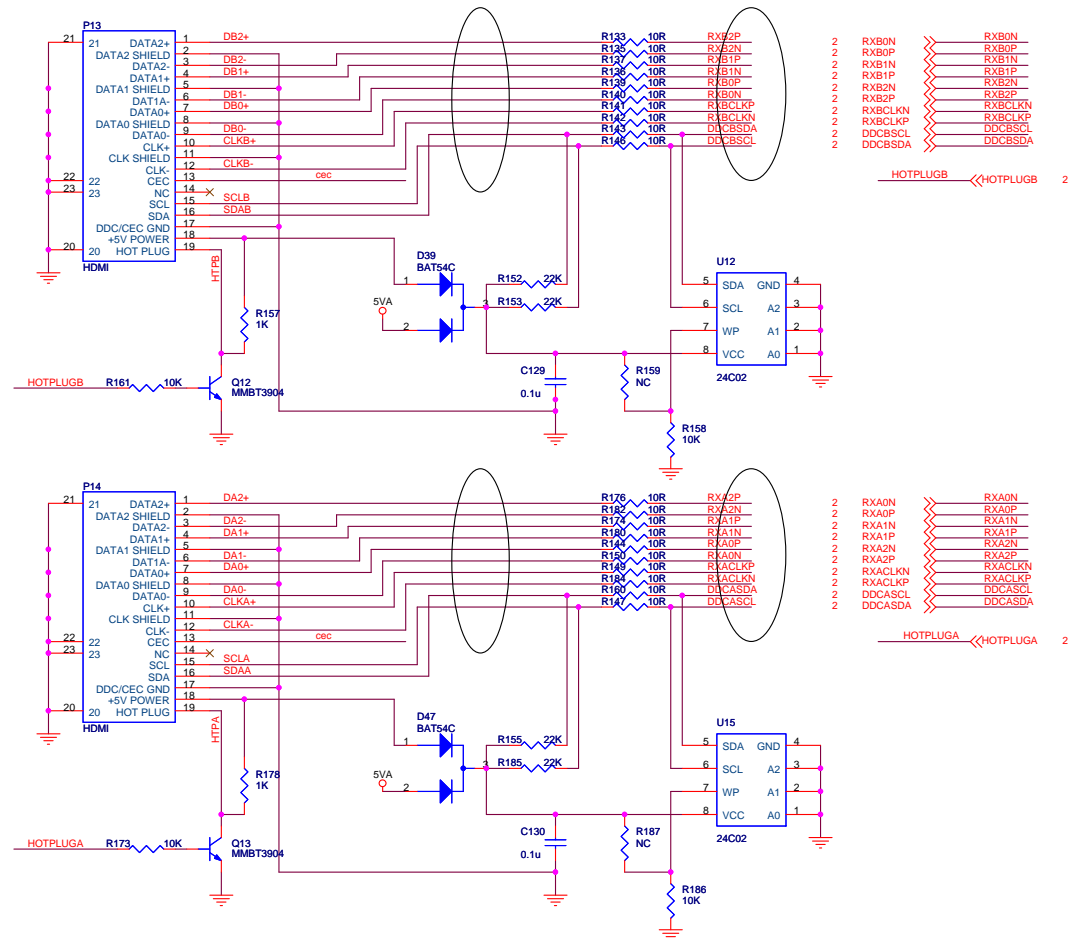 P13
21 21 DATA2+ 1 DB2+ R133 10R RXB2P
DATA2 SHIELD 2 R135 10R RXB2N
DATA2- 3 DB2- R137 10R RXB1P
DATA1+ 4 DB1+ R136 10R RXB1N
DATA1 SHIELD 5 R139 10R RXB0P
DAT1A- 6 DB1- R140 10R RXB0N
DATA0+ 7 DB0+ R141 10R RXBCLKP
DATA0 SHIELD 8 R142 10R RXBCLKN
DATA0- 9 DB0- R143 10R DDCBSDA
CLK+ 10 CLKB+ R146 10R DDCBSCL
CLK SHIELD 11
CLK- 12 CLKB-
22 22 CEC 13 cec
23 23 NC 14
SCL 15 SCLB
SDA 16 SDAB
DDC/CEC GND 17
+5V POWER 18
20 20 HOT PLUG 19
HDMI
HTPB
2 RXB0N RXB0N
2 RXB0P RXB0P
2 RXB1N RXB1N
2 RXB1P RXB1P
2 RXB2N RXB2N
2 RXB2P RXB2P
2 RXBCLKN RXBCLKN
2 RXBCLKP RXBCLKP
2 DDCBSCL DDCBSCL
2 DDCBSDA DDCBSDA
HOTPLUGB HOTPLUGB 2
D39
BAT54C
1
2
3
5VA
R152 22K
R153 22K
U12
5 SDA GND 4
6 SCL A2 3
7 WP A1 2
8 VCC A0 1
24C02
R157
1K
C129
0.1u
R159
NC
R158
10K
HOTPLUGB R161 10K
Q12
MMBT3904
P14
21 21 DATA2+ 1 DA2+ R176 10R RXA2P
DATA2 SHIELD 2 R182 10R RXA2N
DATA2- 3 DA2- R174 10R RXA1P
DATA1+ 4 DA1+ R180 10R RXA1N
DATA1 SHIELD 5 R144 10R RXA0P
DAT1A- 6 DA1- R150 10R RXA0N
DATA0+ 7 DA0+ R149 10R RXACLKP
DATA0 SHIELD 8 R184 10R RXACLKN
DATA0- 9 DA0- R160 10R DDCASDA
CLK+ 10 CLKA+ R147 10R DDCASCL
CLK SHIELD 11
CLK- 12 CLKA-
22 22 CEC 13 cec
23 23 NC 14
SCL 15 SCLA
SDA 16 SDAA
DDC/CEC GND 17
+5V POWER 18
20 20 HOT PLUG 19
HDMI
HTPA
2 RXA0N RXA0N
2 RXA0P RXA0P
2 RXA1N RXA1N
2 RXA1P RXA1P
2 RXA2N RXA2N
2 RXA2P RXA2P
2 RXACLKN RXACLKN
2 RXACLKP RXACLKP
2 DDCASCL DDCASCL
2 DDCASDA DDCASDA
HOTPLUGA HOTPLUGA 2
D47
BAT54C
1
2
3
5VA
R155 22K
R185 22K
U15
5 SDA GND 4
6 SCL A2 3
7 WP A1 2
8 VCC A0 1
24C02
R178
1K
C130
0.1u
R187
NC
R186
10K
HOTPLUGA R173 10K
Q13
MMBT3904